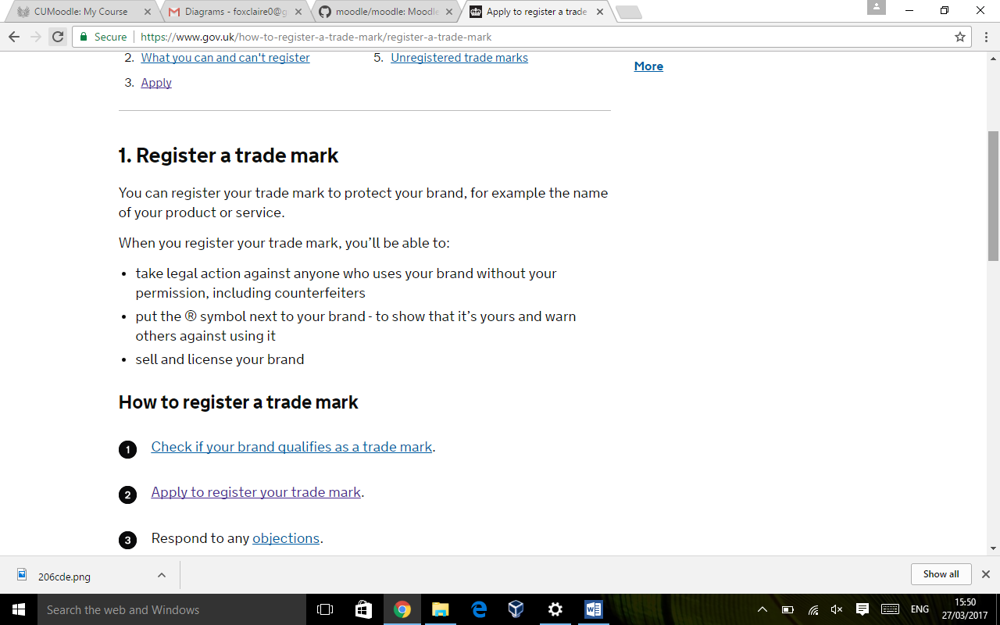 CUMoodle: My Course
Diagrams - foxclaire0@g
moodle/moodle: Moodle
Apply to register a trade
Secure
https://www.gov.uk/how-to-register-a-trade-mark/register-a-trade-mark
2. What you can and can't register
5. Unregistered trade marks
3. Apply
More
1. Register a trade mark
You can register your trade mark to protect your brand, for example the name
of your product or service.
When you register your trade mark, you’ll be able to:
• take legal action against anyone who uses your brand without your
permission, including counterfeiters
• put the ® symbol next to your brand - to show that it’s yours and warn
others against using it
• sell and license your brand
How to register a trade mark
1 Check if your brand qualifies as a trade mark.
2 Apply to register your trade mark.
3 Respond to any objections.
206cde.png
Show all
Search the web and Windows
ENG
15:50
27/03/2017